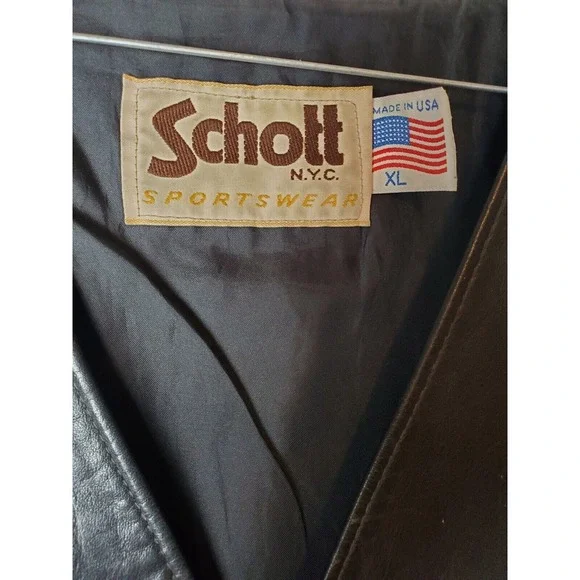 Schott
N.Y.C.
SPORTSWEAR
MADE IN USA
XL